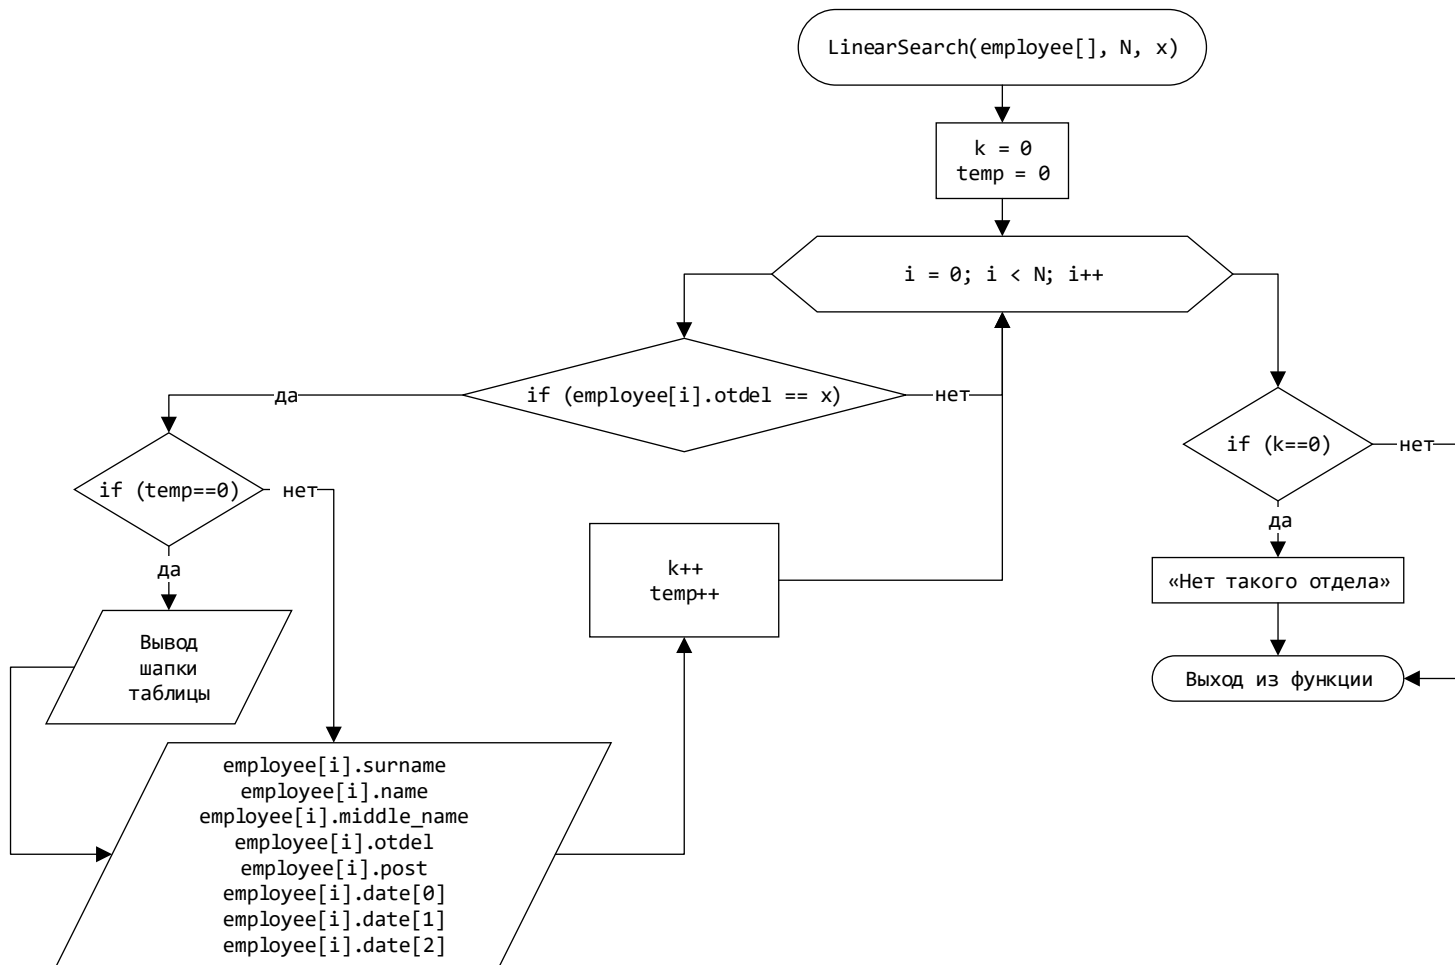 LinearSearch(employee[], N, x)
k = 0
temp = 0
i = 0; i < N; i++
if (employee[i].otdel == x)
да
нет
if (temp==0)
нет
да
Вывод
шапки
таблицы
employee[i].surname
employee[i].name
employee[i].middle_name
employee[i].otdel
employee[i].post
employee[i].date[0]
employee[i].date[1]
employee[i].date[2]
k++
temp++
if (k==0)
нет
да
«Нет такого отдела»
Выход из функции